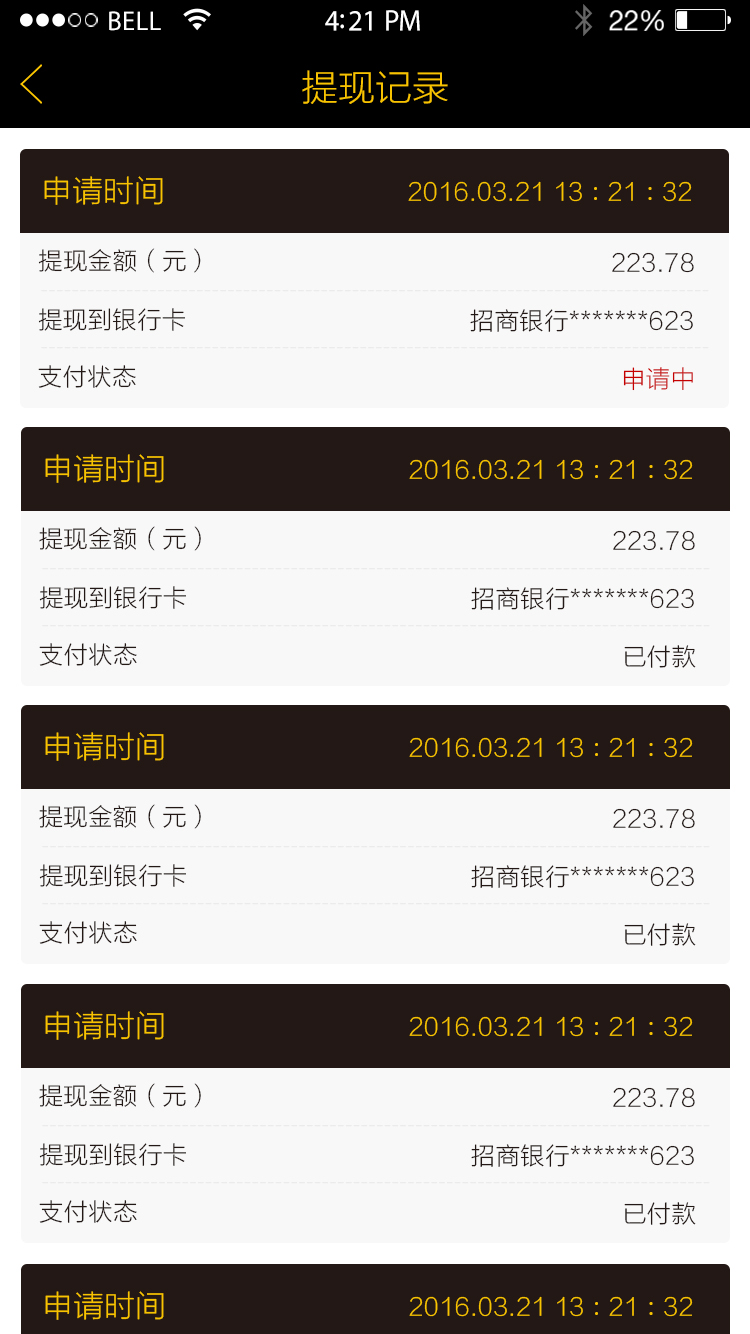 BELL 4:21 PM 22%
提现记录
申请时间 2016.03.21 13 : 21 : 32
提现金额（元） 223.78
提现到银行卡 招商银行*******623
支付状态 申请中
申请时间 2016.03.21 13 : 21 : 32
提现金额（元） 223.78
提现到银行卡 招商银行*******623
支付状态 已付款
申请时间 2016.03.21 13 : 21 : 32
提现金额（元） 223.78
提现到银行卡 招商银行*******623
支付状态 已付款
申请时间 2016.03.21 13 : 21 : 32
提现金额（元） 223.78
提现到银行卡 招商银行*******623
支付状态 已付款
申请时间 2016.03.21 13 : 21 : 32